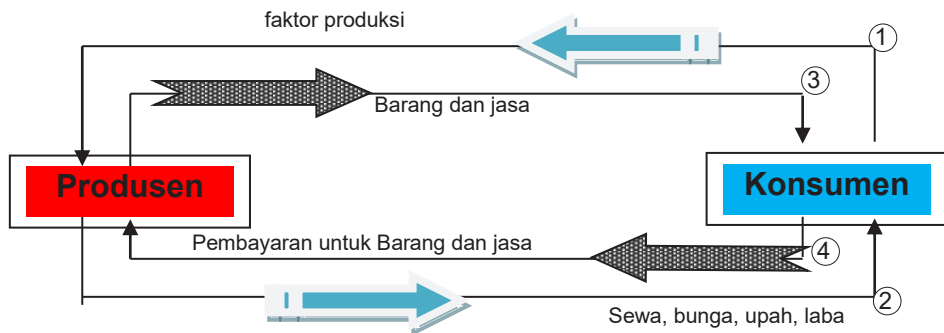 faktor produksi
1
3
Barang dan jasa
Produsen
Konsumen
Pembayaran untuk Barang dan jasa
4
2
Sewa, bunga, upah, laba